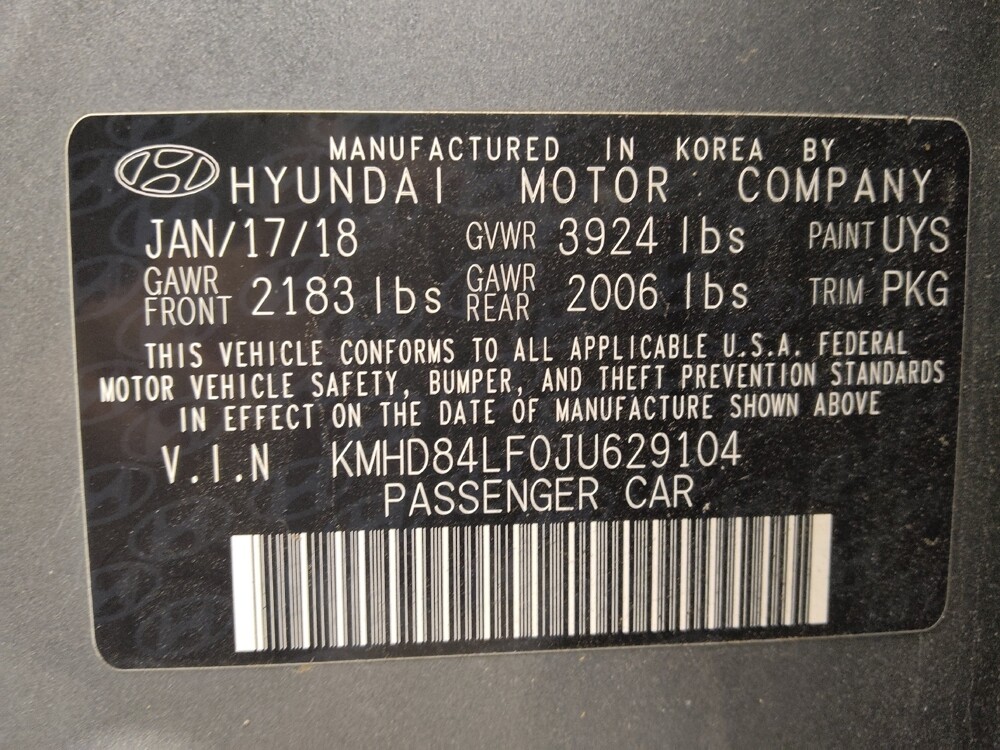 MANUFACTURED IN KOREA BY
HYUNDAI MOTOR COMPANY
JAN/17/18 GVWR 3924 lbs PAINT UYS
GAWR FRONT 2183 lbs GAWR REAR 2006 lbs TRIM PKG
THIS VEHICLE CONFORMS TO ALL APPLICABLE U.S.A. FEDERAL
MOTOR VEHICLE SAFETY, BUMPER, AND THEFT PREVENTION STANDARDS
IN EFFECT ON THE DATE OF MANUFACTURE SHOWN ABOVE
V.I.N KMHD84LF0JU629104
PASSENGER CAR